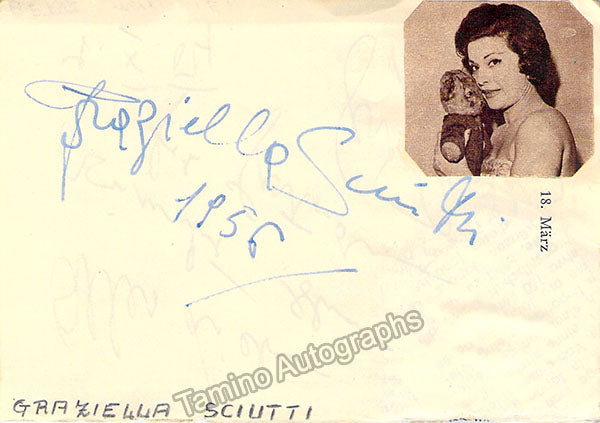 Graziella Sciutti
1956
18. März
Tamino Autographs
GRAZIELLA SCIUTTI